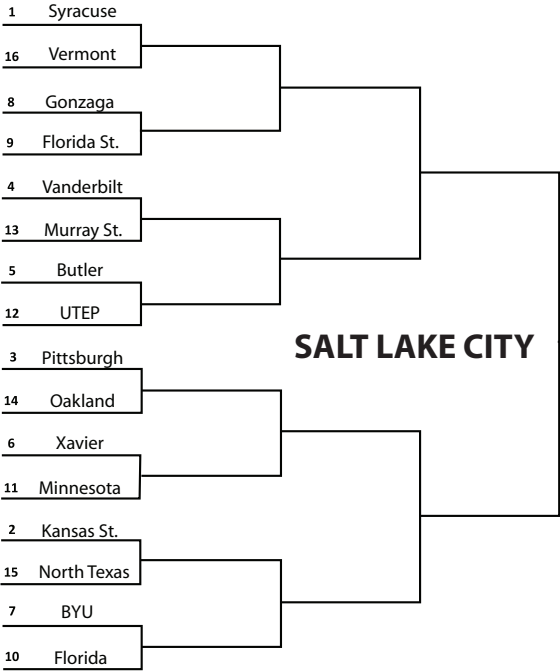 1 Syracuse
16 Vermont
8 Gonzaga
9 Florida St.
4 Vanderbilt
13 Murray St.
5 Butler
12 UTEP
SALT LAKE CITY
3 Pittsburgh
14 Oakland
6 Xavier
11 Minnesota
2 Kansas St.
15 North Texas
7 BYU
10 Florida